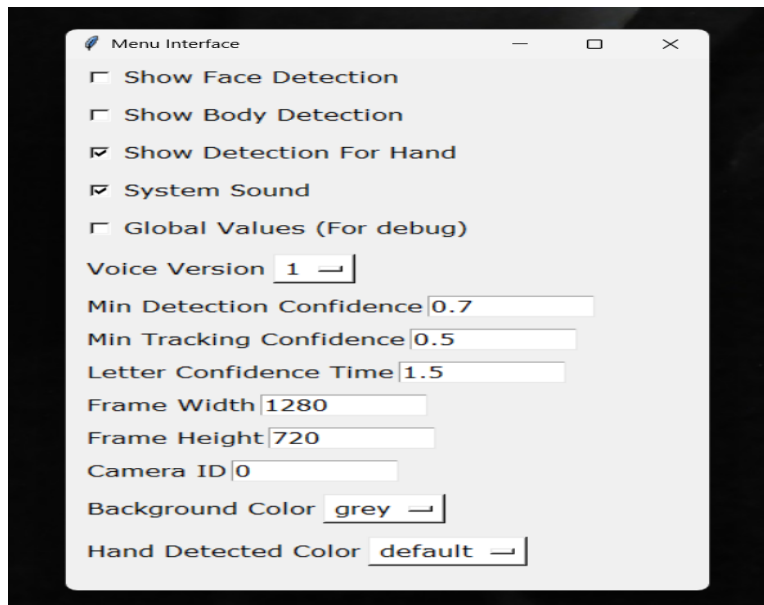 Menu Interface
Show Face Detection
Show Body Detection
Show Detection For Hand
System Sound
Global Values (For debug)
Voice Version 1
Min Detection Confidence 0.7
Min Tracking Confidence 0.5
Letter Confidence Time 1.5
Frame Width 1280
Frame Height 720
Camera ID 0
Background Color grey
Hand Detected Color default